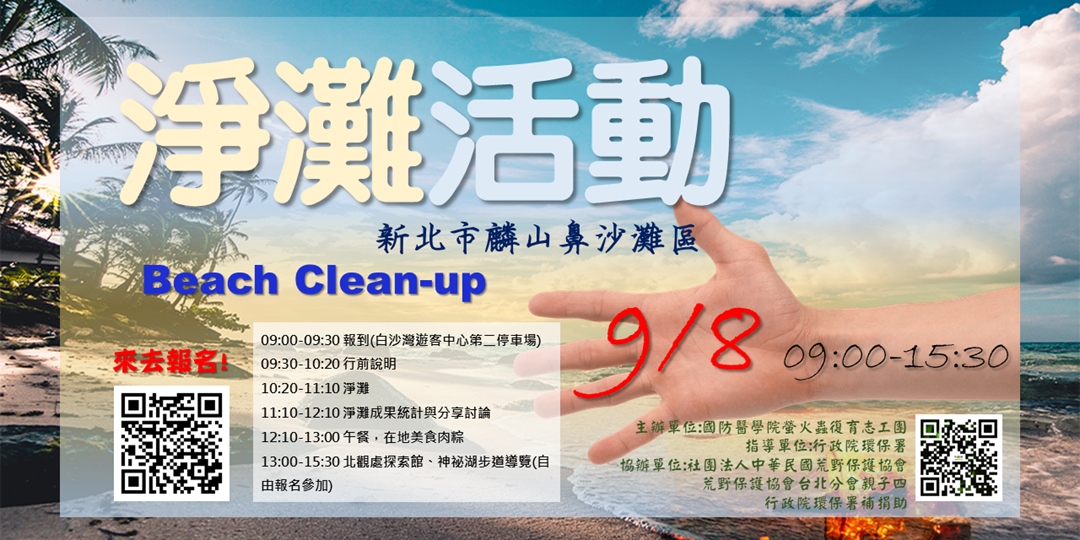 淨灘活動
新北市麟山鼻沙灘區
Beach Clean-up
9/8 09:00-15:30
來去報名!
09:00-09:30 報到(白沙灣遊客中心第二停車場)
09:30-10:20 行前說明
10:20-11:10 淨灘
11:10-12:10 淨灘成果統計與分享討論
12:10-13:00 午餐，在地美食肉粽
13:00-15:30 北觀處探索館、神祕湖步道導覽(自
由報名參加)
主辦單位:國防醫學院螢火蟲復育志工團
指導單位:行政院環保署
協辦單位:社團法人中華民國荒野保護協會
荒野保護協會台北分會親子四
行政院環保署補捐助